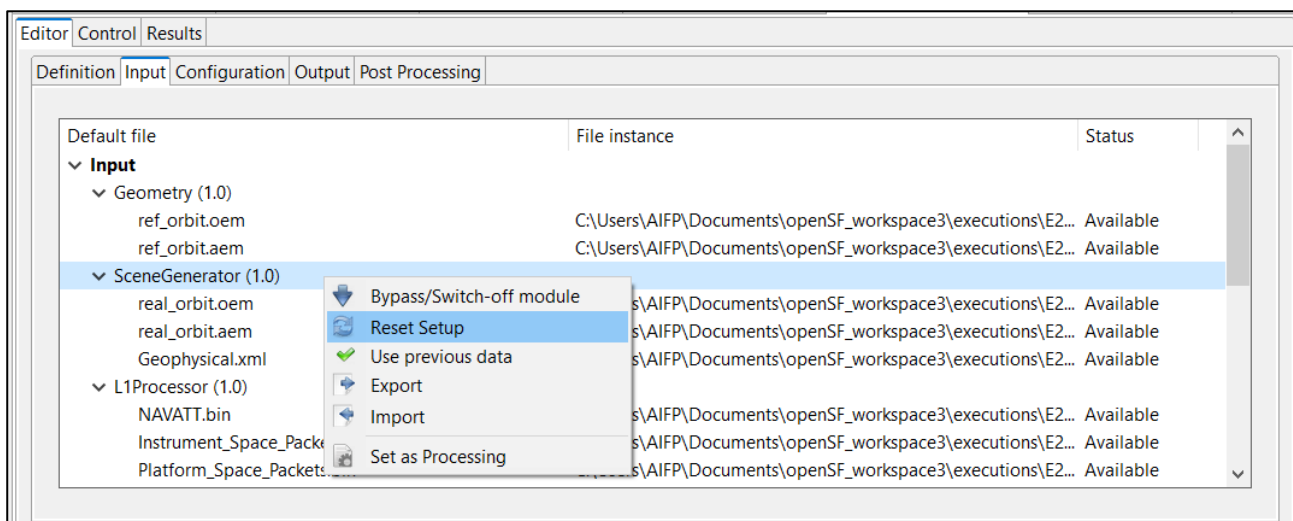 Editor Control Results
Definition Input Configuration Output Post Processing
Default file File instance Status
Input
Geometry (1.0)
ref_orbit.oem C:\Users\AIFP\Documents\openSF_workspace3\executions\E2... Available
ref_orbit.aem C:\Users\AIFP\Documents\openSF_workspace3\executions\E2... Available
SceneGenerator (1.0)
Bypass/Switch-off module
real_orbit.oem s\AIFP\Documents\openSF_workspace3\executions\E2... Available
Reset Setup
real_orbit.aem s\AIFP\Documents\openSF_workspace3\executions\E2... Available
Use previous data
Geophysical.xml s\AIFP\Documents\openSF_workspace3\executions\E2... Available
Export
L1Processor (1.0)
Import
NAVATT.bin s\AIFP\Documents\openSF_workspace3\executions\E2... Available
Instrument_Space_Packe s\AIFP\Documents\openSF_workspace3\executions\E2... Available
Set as Processing
Platform_Space_Packets s\AIFP\Documents\openSF_workspace3\executions\E2... Available